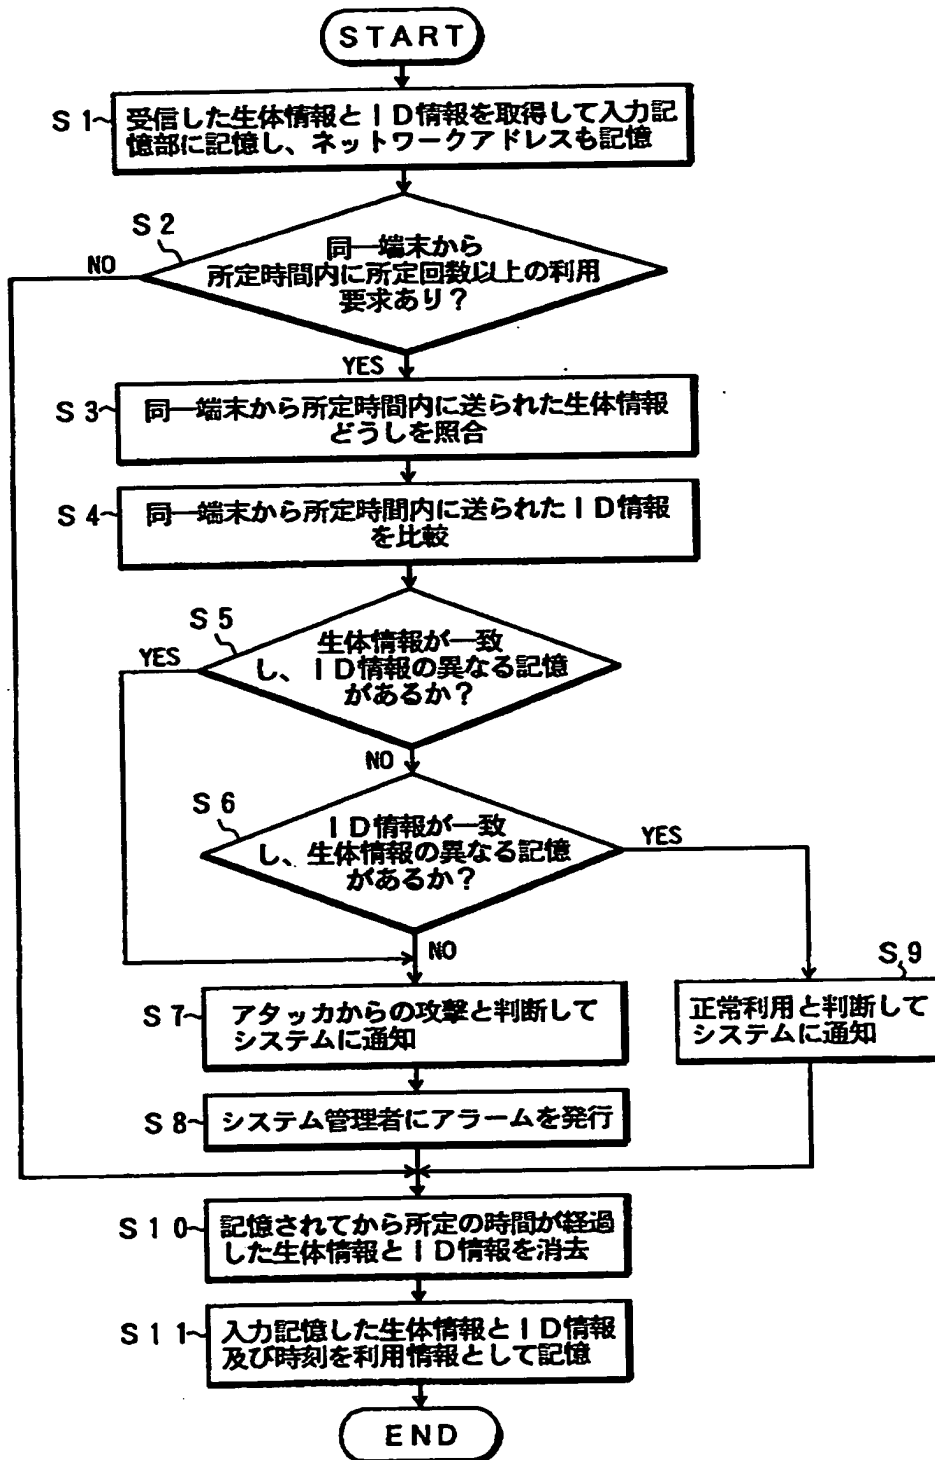 START
S1
受信した生体情報とID情報を取得して入力記
憶部に記憶し、ネットワークアドレスも記憶
S2
同一端末から
所定時間内に所定回数以上の利用
要求あり？
NO
YES
S3
同一端末から所定時間内に送られた生体情報
どうしを照合
S4
同一端末から所定時間内に送られたID情報
を比較
S5
生体情報が一致
し、ID情報の異なる記憶
があるか？
YES
NO
S6
ID情報が一致
し、生体情報の異なる記憶
があるか？
YES
NO
S7
アタッカからの攻撃と判断して
システムに通知
S9
正常利用と判断して
システムに通知
S8
システム管理者にアラームを発行
S10
記憶されてから所定の時間が経過
した生体情報とID情報を消去
S11
入力記憶した生体情報とID情報
及び時刻を利用情報として記憶
END